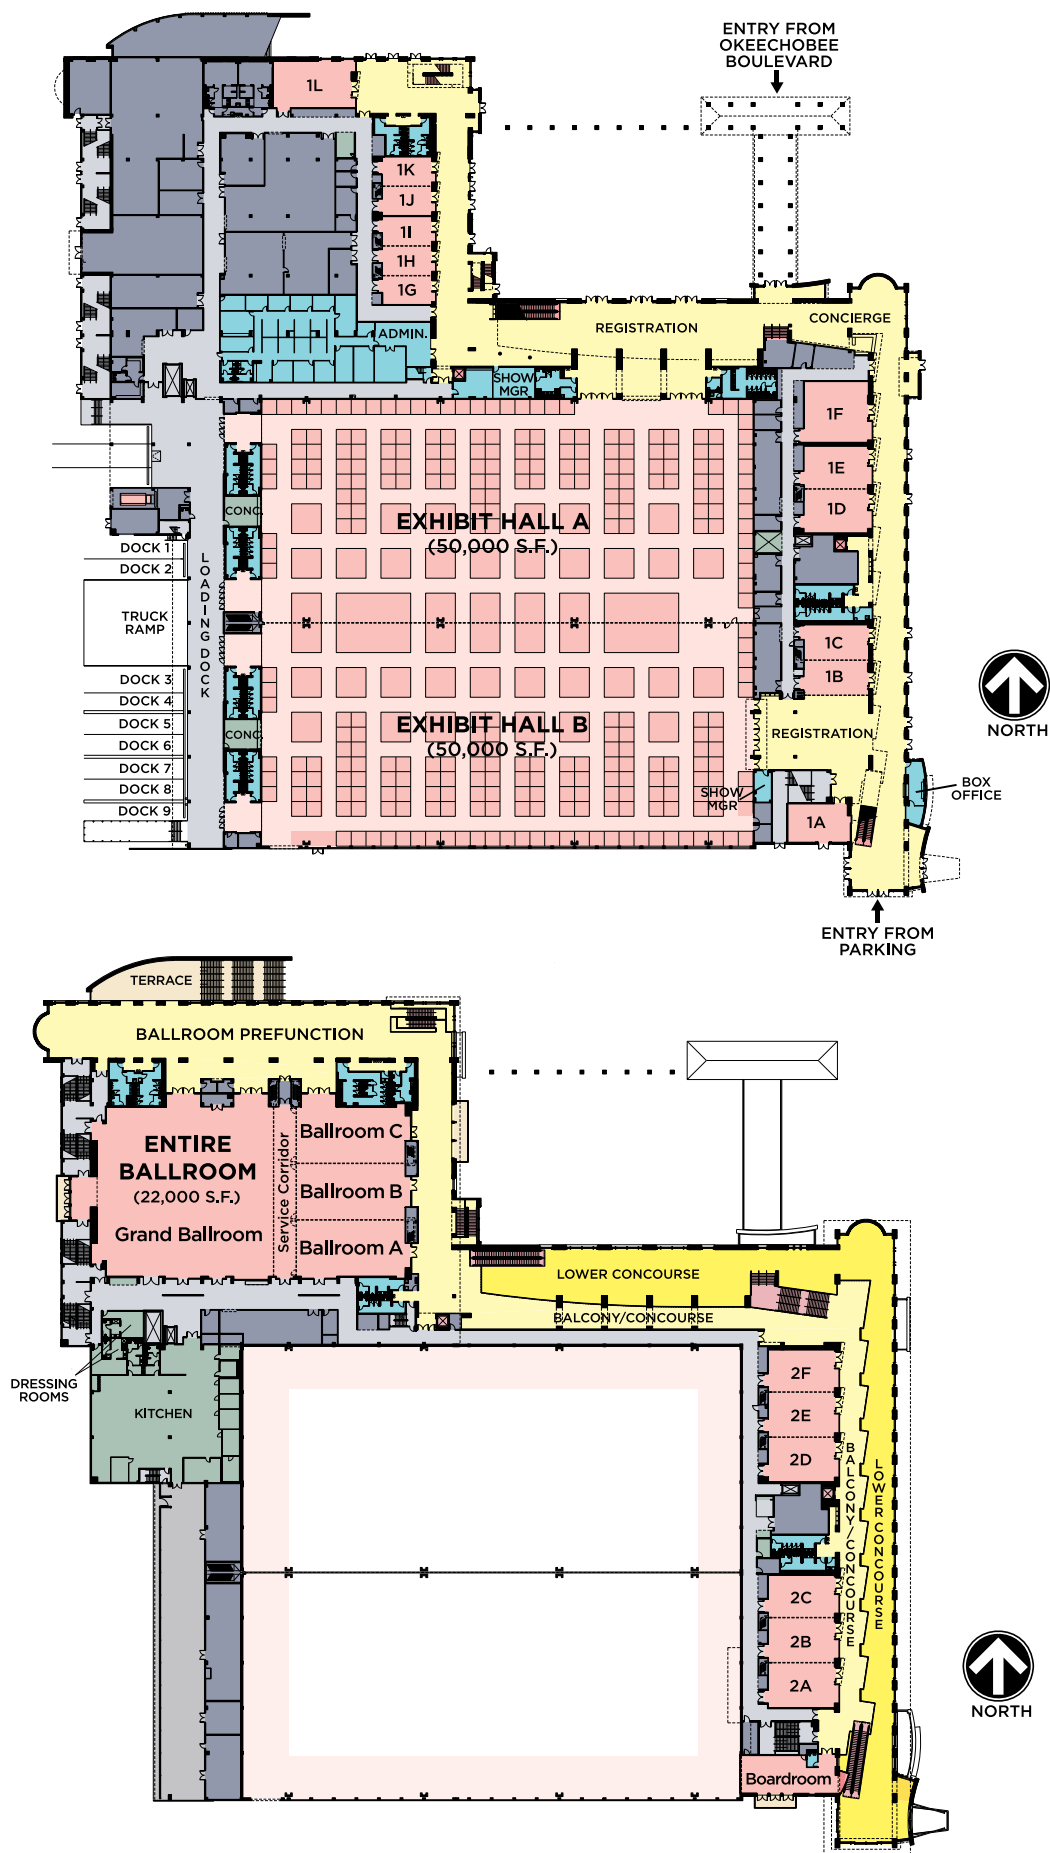 ENTRY FROM
OKEECHOBEE
BOULEVARD
1L
1K
1J
1I
1H
1G
ADMIN.
REGISTRATION
CONCIERGE
SHOW
MGR
1F
1E
1D
EXHIBIT HALL A
(50,000 S.F.)
CONC
DOCK 1
DOCK 2
TRUCK
RAMP
LOADING DOCK
1C
1B
DOCK 3
DOCK 4
DOCK 5
DOCK 6
DOCK 7
DOCK 8
DOCK 9
CONC
EXHIBIT HALL B
(50,000 S.F.)
REGISTRATION
NORTH
SHOW
MGR
BOX
OFFICE
1A
ENTRY FROM
PARKING
TERRACE
BALLROOM PREFUNCTION
ENTIRE
BALLROOM
(22,000 S.F.)
Grand Ballroom
Service Corridor
Ballroom C
Ballroom B
Ballroom A
LOWER CONCOURSE
BALCONY/CONCOURSE
DRESSING
ROOMS
KITCHEN
2F
2E
2D
BALCONY/CONCOURSE
LOWER CONCOURSE
2C
2B
2A
NORTH
Boardroom